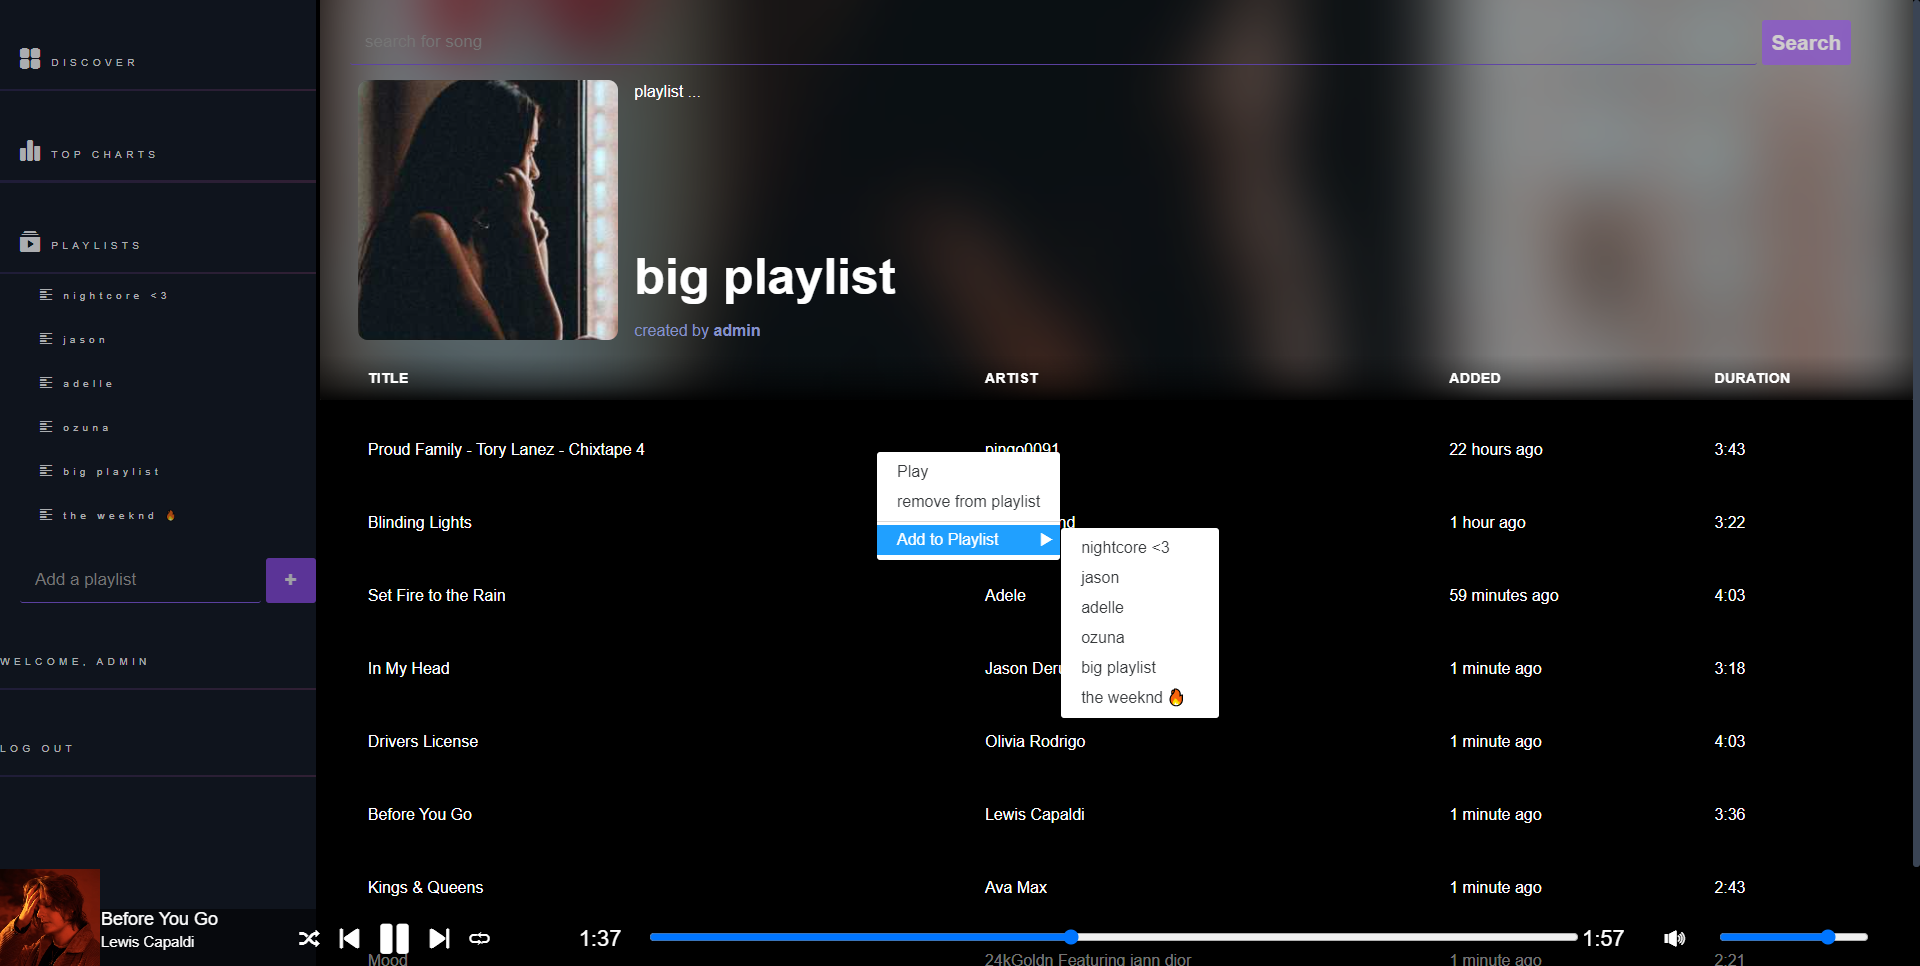 DISCOVER
TOP CHARTS
PLAYLISTS
nightcore <3
jason
adelle
ozuna
big playlist
the weeknd 🔥
Add a playlist
+
WELCOME, ADMIN
LOG OUT
search for song
Search
playlist ...
big playlist
created by admin
TITLE ARTIST ADDED DURATION
Proud Family - Tory Lanez - Chixtape 4 pingo0091 22 hours ago 3:43
Blinding Lights nd 1 hour ago 3:22
Set Fire to the Rain Adele 59 minutes ago 4:03
In My Head Jason Deru 1 minute ago 3:18
Drivers License Olivia Rodrigo 1 minute ago 4:03
Before You Go Lewis Capaldi 1 minute ago 3:36
Kings & Queens Ava Max 1 minute ago 2:43
Mood 24kGoldn Featuring iann dior 1 minute ago 2:21
Play
remove from playlist
Add to Playlist
nightcore <3
jason
adelle
ozuna
big playlist
the weeknd 🔥
Before You Go
Lewis Capaldi
1:37
1:57